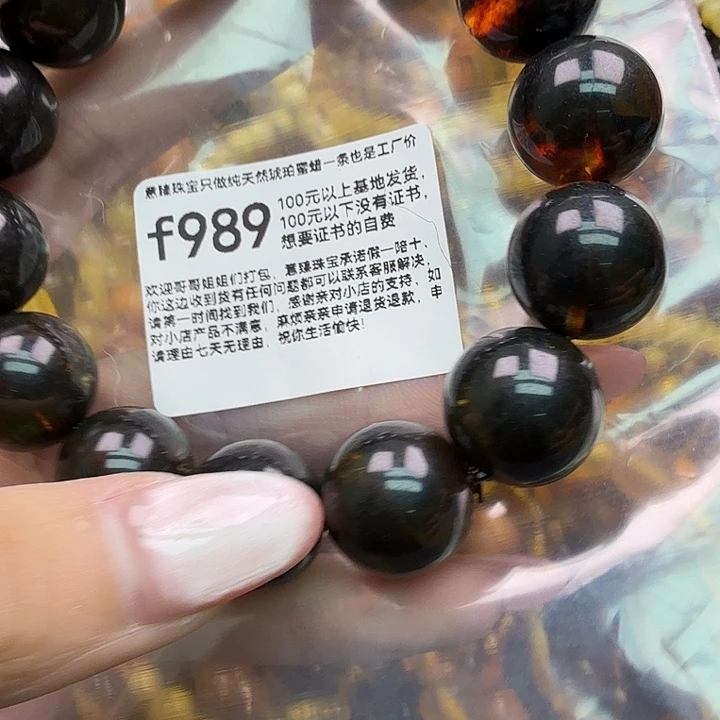 意臻珠宝只做纯天然琥珀蜜蜡一条也是工厂价
f989
100元以上基地发货，
100元以下没有证书，
想要证书的自费
欢迎哥哥姐姐们打包，意臻珠宝承诺假一赔十、
你这边收到货有任何问题都可以联系客服解决，
请第一时间找到我们，感谢亲对小店的支持、如
对小店产品不满意，麻烦亲亲申请退货退款，申
请理由七天无理由，祝你生活愉快！